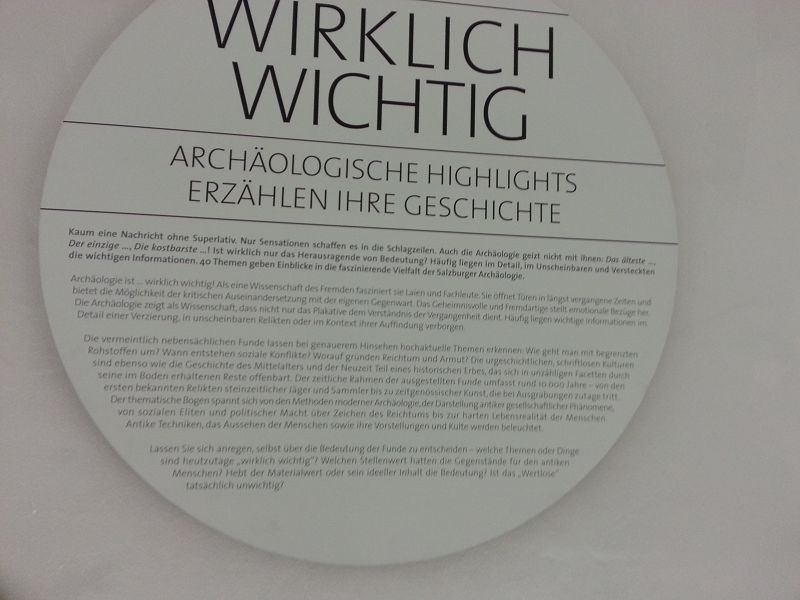 WIRKLICH
WICHTIG
ARCHÄOLOGISCHE HIGHLIGHTS
ERZÄHLEN IHRE GESCHICHTE
Kaum eine Nachricht ohne Superlativ. Nur Sensationen schaffen es in die Schlagzeilen. Auch die Archäologie geizt nicht mit ihnen: Das älteste ...,
Der einzige ..., Die kostbarste ...! Ist wirklich nur das Herausragende von Bedeutung? Häufig liegen im Detail, im Unscheinbaren und Versteckten
die wichtigen Informationen. 40 Themen geben Einblicke in die faszinierende Vielfalt der Salzburger Archäologie.
Archäologie ist ... wirklich wichtig! Als eine Wissenschaft des Fremden fasziniert sie Laien und Fachleute. Sie öffnet Türen in längst vergangene Zeiten und
bietet die Möglichkeit der kritischen Auseinandersetzung mit der eigenen Gegenwart. Das Geheimnisvolle und Fremdartige stellt emotionale Bezüge her.
Die Archäologie zeigt als Wissenschaft, dass nicht nur das Plakative dem Verständnis der Vergangenheit dient. Häufig liegen wichtige Informationen im
Detail einer Verzierung, in unscheinbaren Relikten oder im Kontext ihrer Auffindung verborgen.
Die vermeintlich nebensächlichen Funde lassen bei genauerem Hinsehen hochaktuelle Themen erkennen: Wie geht man mit begrenzten
Rohstoffen um? Wann entstehen soziale Konflikte? Worauf gründen Reichtum und Armut? Die urgeschichtlichen, schriftlosen Kulturen
sind ebenso wie die Geschichte des Mittelalters und der Neuzeit Teil eines historischen Erbes, das sich in unzähligen Facetten durch
seine im Boden erhaltenen Reste offenbart. Der zeitliche Rahmen der ausgestellten Funde umfasst rund 10.000 Jahre – von den
ersten bekannten Relikten steinzeitlicher Jäger und Sammler bis zu zeitgenössischer Kunst, die bei Ausgrabungen zutage tritt.
Der thematische Bogen spannt sich von den Methoden moderner Archäologie, der Darstellung antiker gesellschaftlicher Phänomene,
von sozialen Eliten und politischer Macht über Zeichen des Reichtums bis zur harten Lebensrealität der Menschen.
Antike Techniken, das Aussehen der Menschen sowie ihre Vorstellungen und Kulte werden beleuchtet.
Lassen Sie sich anregen, selbst über die Bedeutung der Funde zu entscheiden – welche Themen oder Dinge
sind heutzutage „wirklich wichtig“? Welchen Stellenwert hatten die Gegenstände für den antiken
Menschen? Hebt der Materialwert oder sein ideeller Inhalt die Bedeutung? Ist das „Wertlose“
tatsächlich unwichtig?